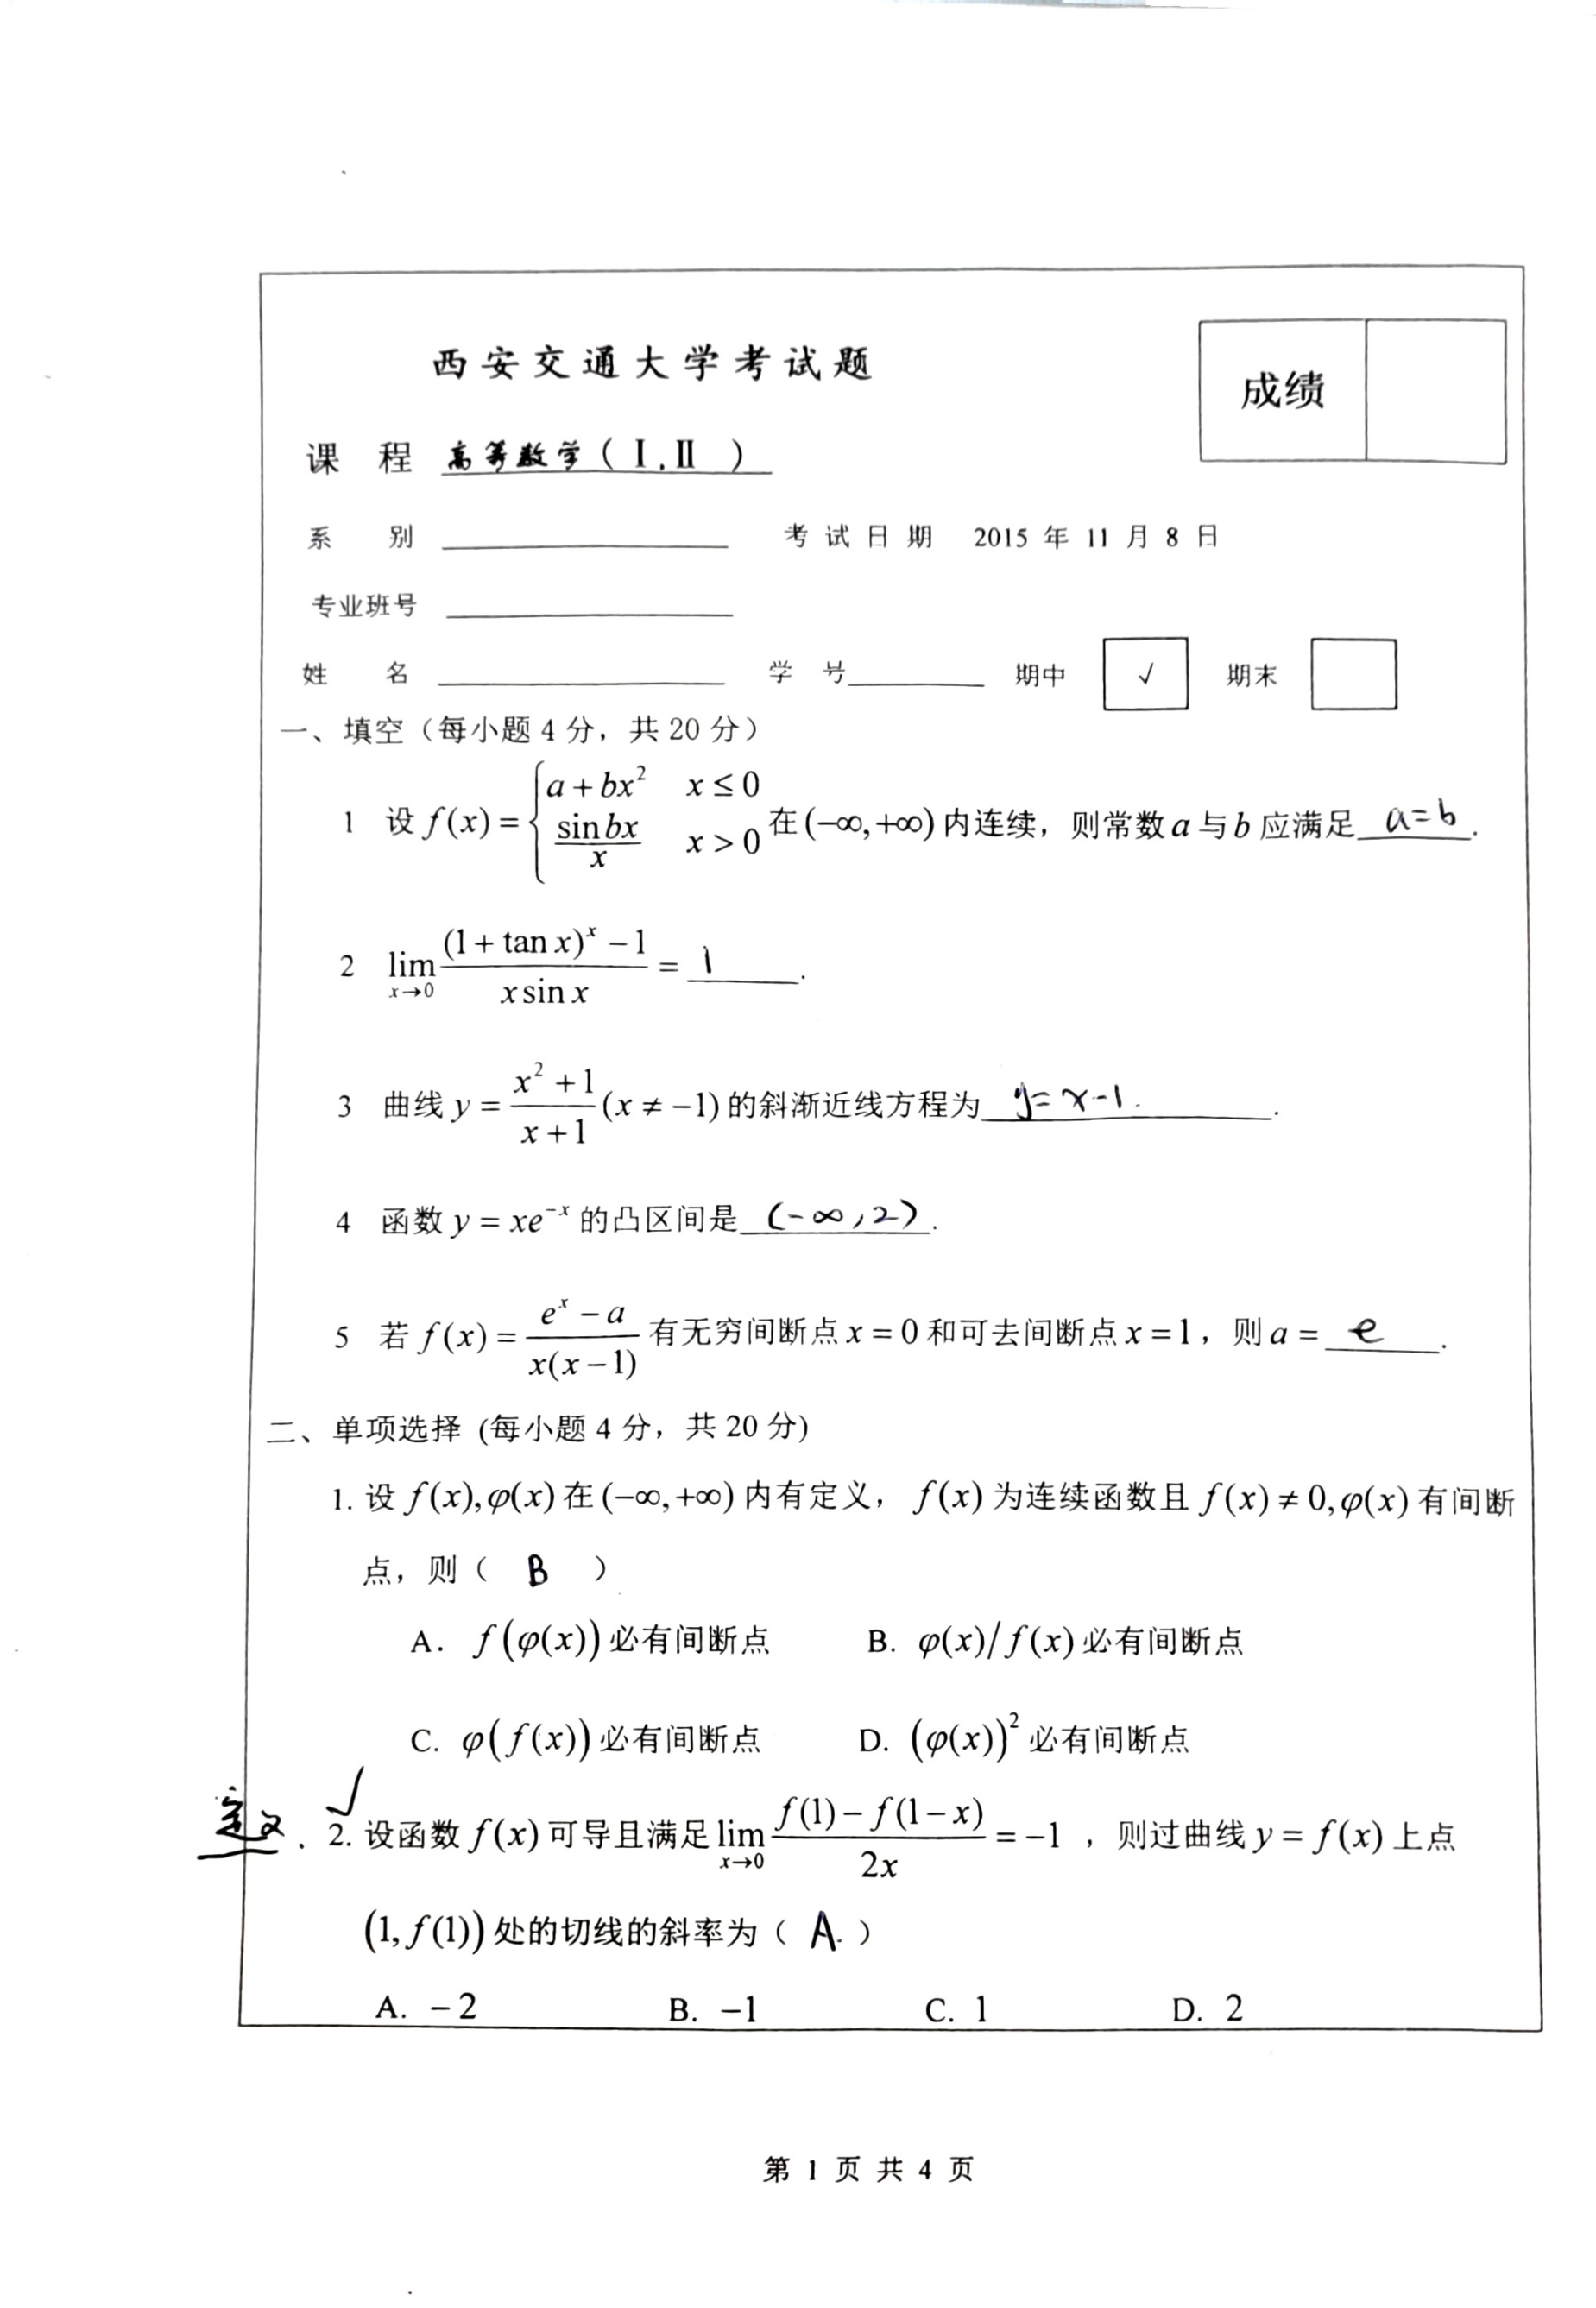 西安交通大学考试题
成绩
课 程 高等数学(Ⅰ,Ⅱ)
系 别 考试日期 2015 年 11 月 8 日
专业班号
姓 名 学 号 期中 √ 期末
一、填空（每小题 4 分，共 20 分）
1 设 f(x) = { a + bx² x ≤ 0; sin bx / x x > 0 在 (−∞, +∞) 内连续，则常数 a 与 b 应满足 a=b .
2 lim x→0 ((1 + tan x)^x − 1) / (x sin x) = 1 .
3 曲线 y = (x² + 1)/(x + 1) (x ≠ −1) 的斜渐近线方程为 y=x-1. .
4 函数 y = xe^(−x) 的凸区间是 (-∞,2) .
5 若 f(x) = (e^x − a) / (x(x − 1)) 有无穷间断点 x = 0 和可去间断点 x = 1，则 a = e .
二、单项选择 (每小题 4 分，共 20 分)
1. 设 f(x), φ(x) 在 (−∞, +∞) 内有定义， f(x) 为连续函数且 f(x) ≠ 0, φ(x) 有间断
点，则（ B ）
A. f(φ(x)) 必有间断点 B. φ(x)/f(x) 必有间断点
C. φ(f(x)) 必有间断点 D. (φ(x))² 必有间断点
定义. √ 2. 设函数 f(x) 可导且满足 lim x→0 (f(1) − f(1 − x)) / 2x = −1 ，则过曲线 y = f(x) 上点
(1, f(1)) 处的切线的斜率为（ A. ）
A. −2 B. −1 C. 1 D. 2
第 1 页 共 4 页